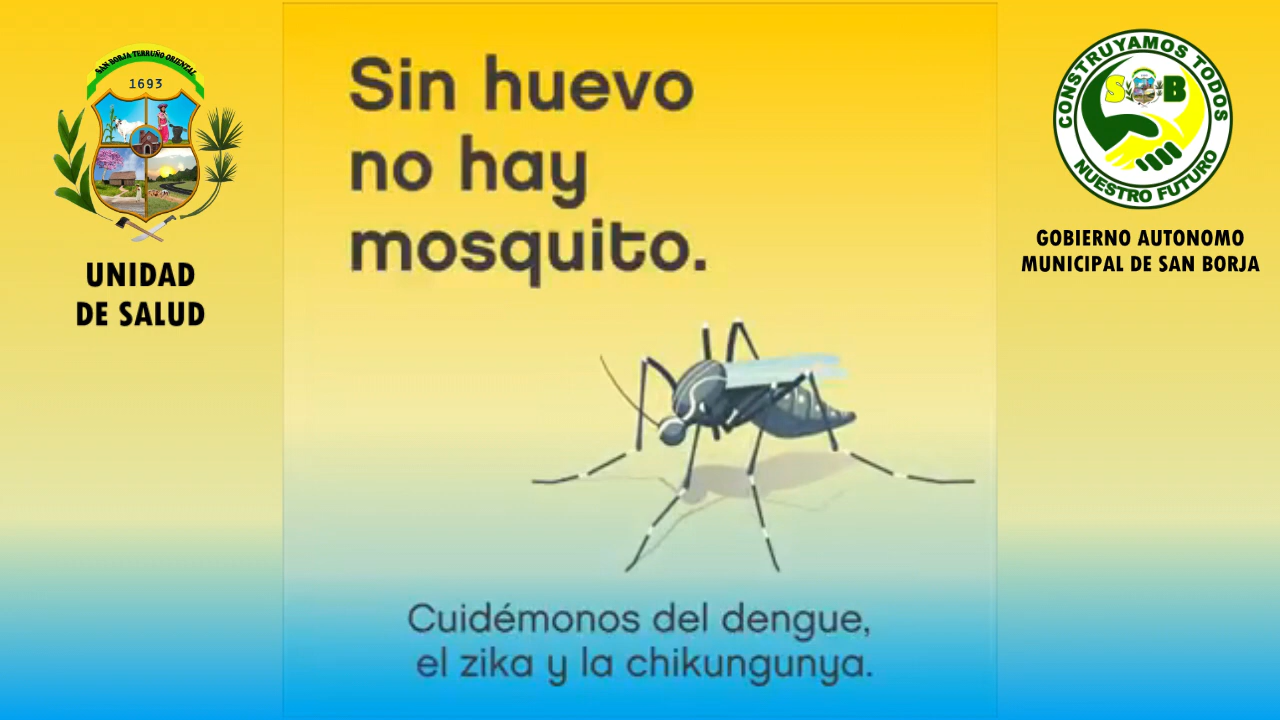 SAN BORJA TERRUÑO ORIENTAL
1693
UNIDAD
DE SALUD
Sin huevo
no hay
mosquito.
Cuidémonos del dengue,
el zika y la chikungunya.
CONSTRUYAMOS TODOS
S B
NUESTRO FUTURO
GOBIERNO AUTONOMO
MUNICIPAL DE SAN BORJA